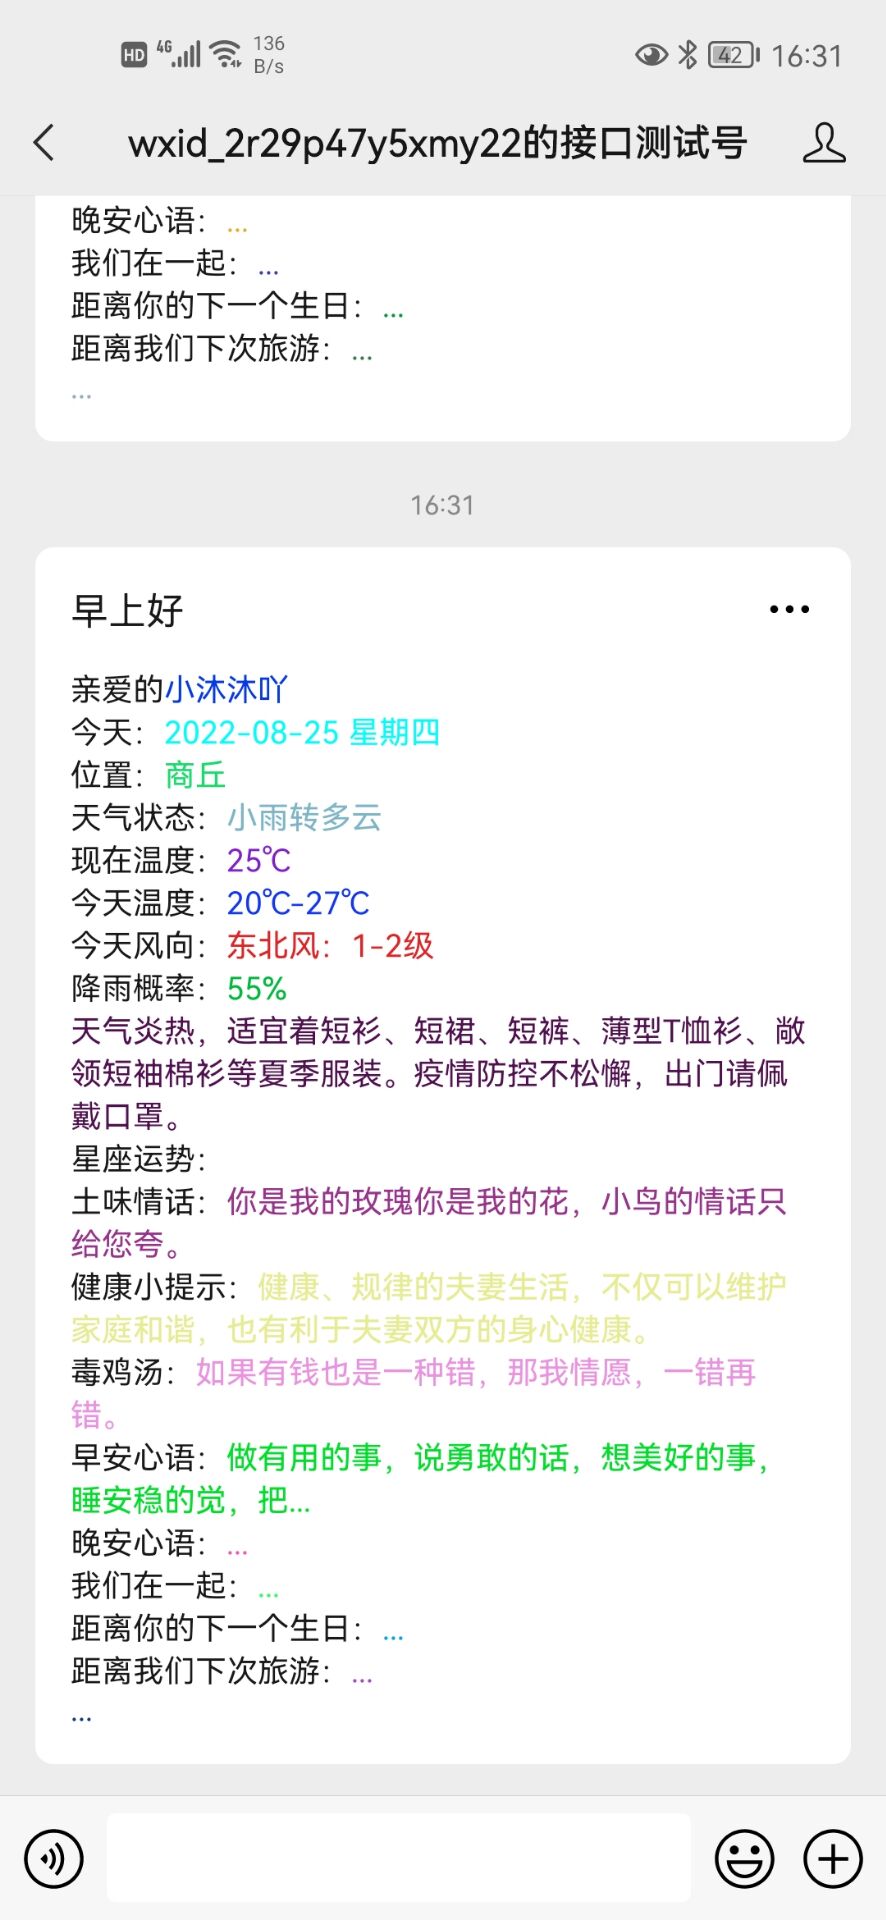 HD 4G 136 B/s 42 16:31
wxid_2r29p47y5xmy22的接口测试号
晚安心语：...
我们在一起：...
距离你的下一个生日：...
距离我们下次旅游：...
...
16:31
早上好
亲爱的小沐沐吖
今天：2022-08-25 星期四
位置：商丘
天气状态：小雨转多云
现在温度：25℃
今天温度：20℃-27℃
今天风向：东北风：1-2级
降雨概率：55%
天气炎热，适宜着短衫、短裙、短裤、薄型T恤衫、敞
领短袖棉衫等夏季服装。疫情防控不松懈，出门请佩
戴口罩。
星座运势：
土味情话：你是我的玫瑰你是我的花，小鸟的情话只
给您夸。
健康小提示：健康、规律的夫妻生活，不仅可以维护
家庭和谐，也有利于夫妻双方的身心健康。
毒鸡汤：如果有钱也是一种错，那我情愿，一错再
错。
早安心语：做有用的事，说勇敢的话，想美好的事，
睡安稳的觉，把...
晚安心语：...
我们在一起：...
距离你的下一个生日：...
距离我们下次旅游：...
...